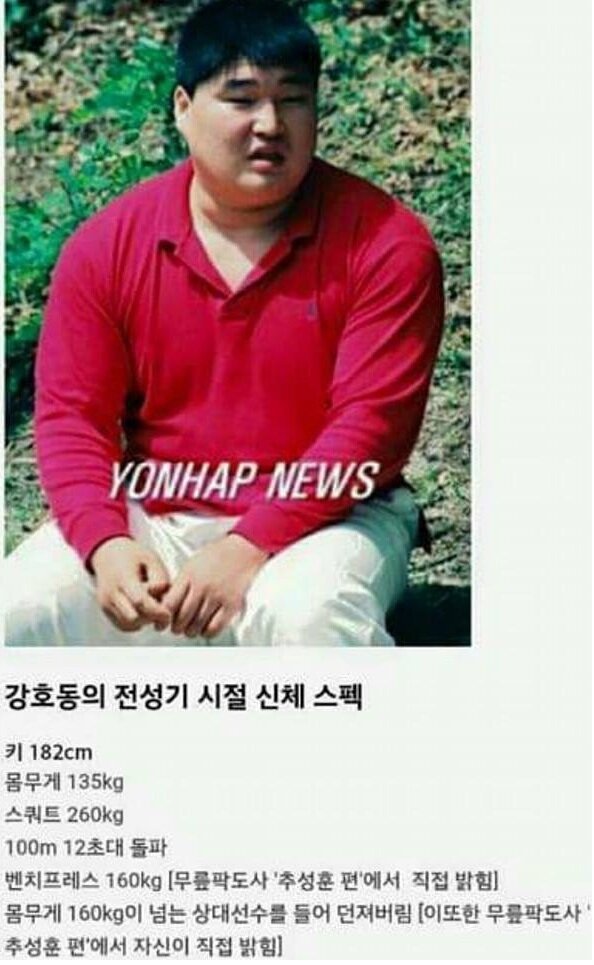 YONHAP NEWS
강호동의 전성기 시절 신체 스펙
키 182cm
몸무게 135kg
스쿼트 260kg
100m 12초대 돌파
벤치프레스 160kg [무릎팍도사 '추성훈 편'에서 직접 밝힘]
몸무게 160kg이 넘는 상대선수를 들어 던져버림 [이또한 무릎팍도사 '
추성훈 편'에서 자신이 직접 밝힘]